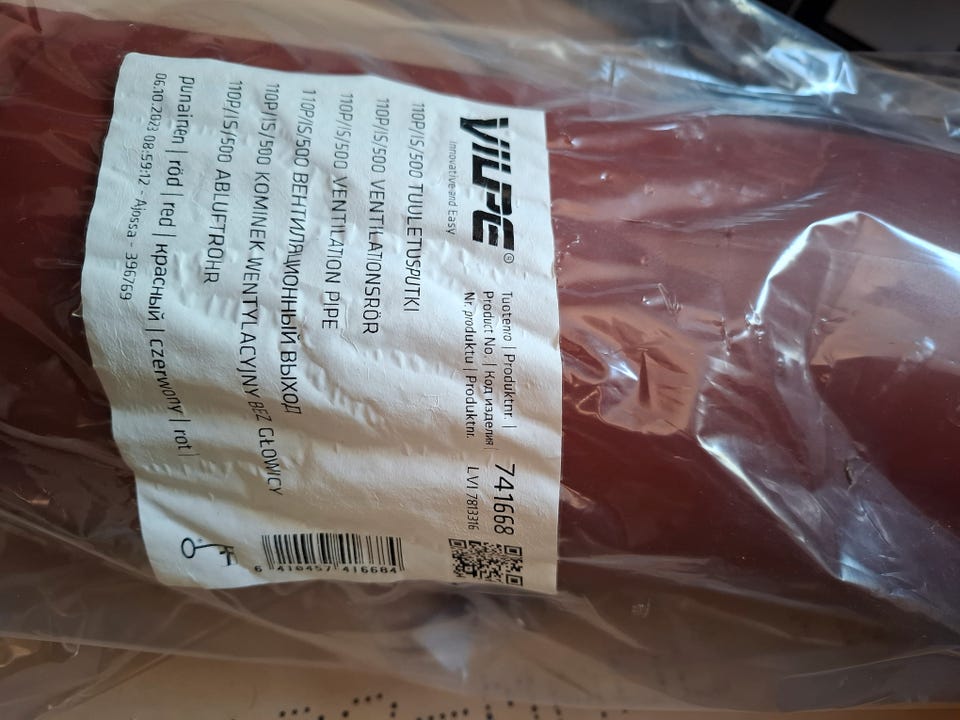 VILPE®
Innovative and Easy
Tuotenro | Produktnr. |
Product No. | Код изделия |
Nr. produktu | Produktnr.
741668
LVI 7813316
110P/IS/500 TUULETUSPUTKI
110P/IS/500 VENTILATIONSRÖR
110P/IS/500 VENTILATION PIPE
110P/IS/500 ВЕНТИЛЯЦИОННЫЙ ВЫХОД
110P/IS/500 KOMINEK WENTYLACYJNY BEZ GŁOWICY
110P/IS/500 ABLUFTROHR
punainen | röd | red | красный | czerwony | rot |
06.10.2023 08:59:12 - Ajossa - 396769
6 410457 416684